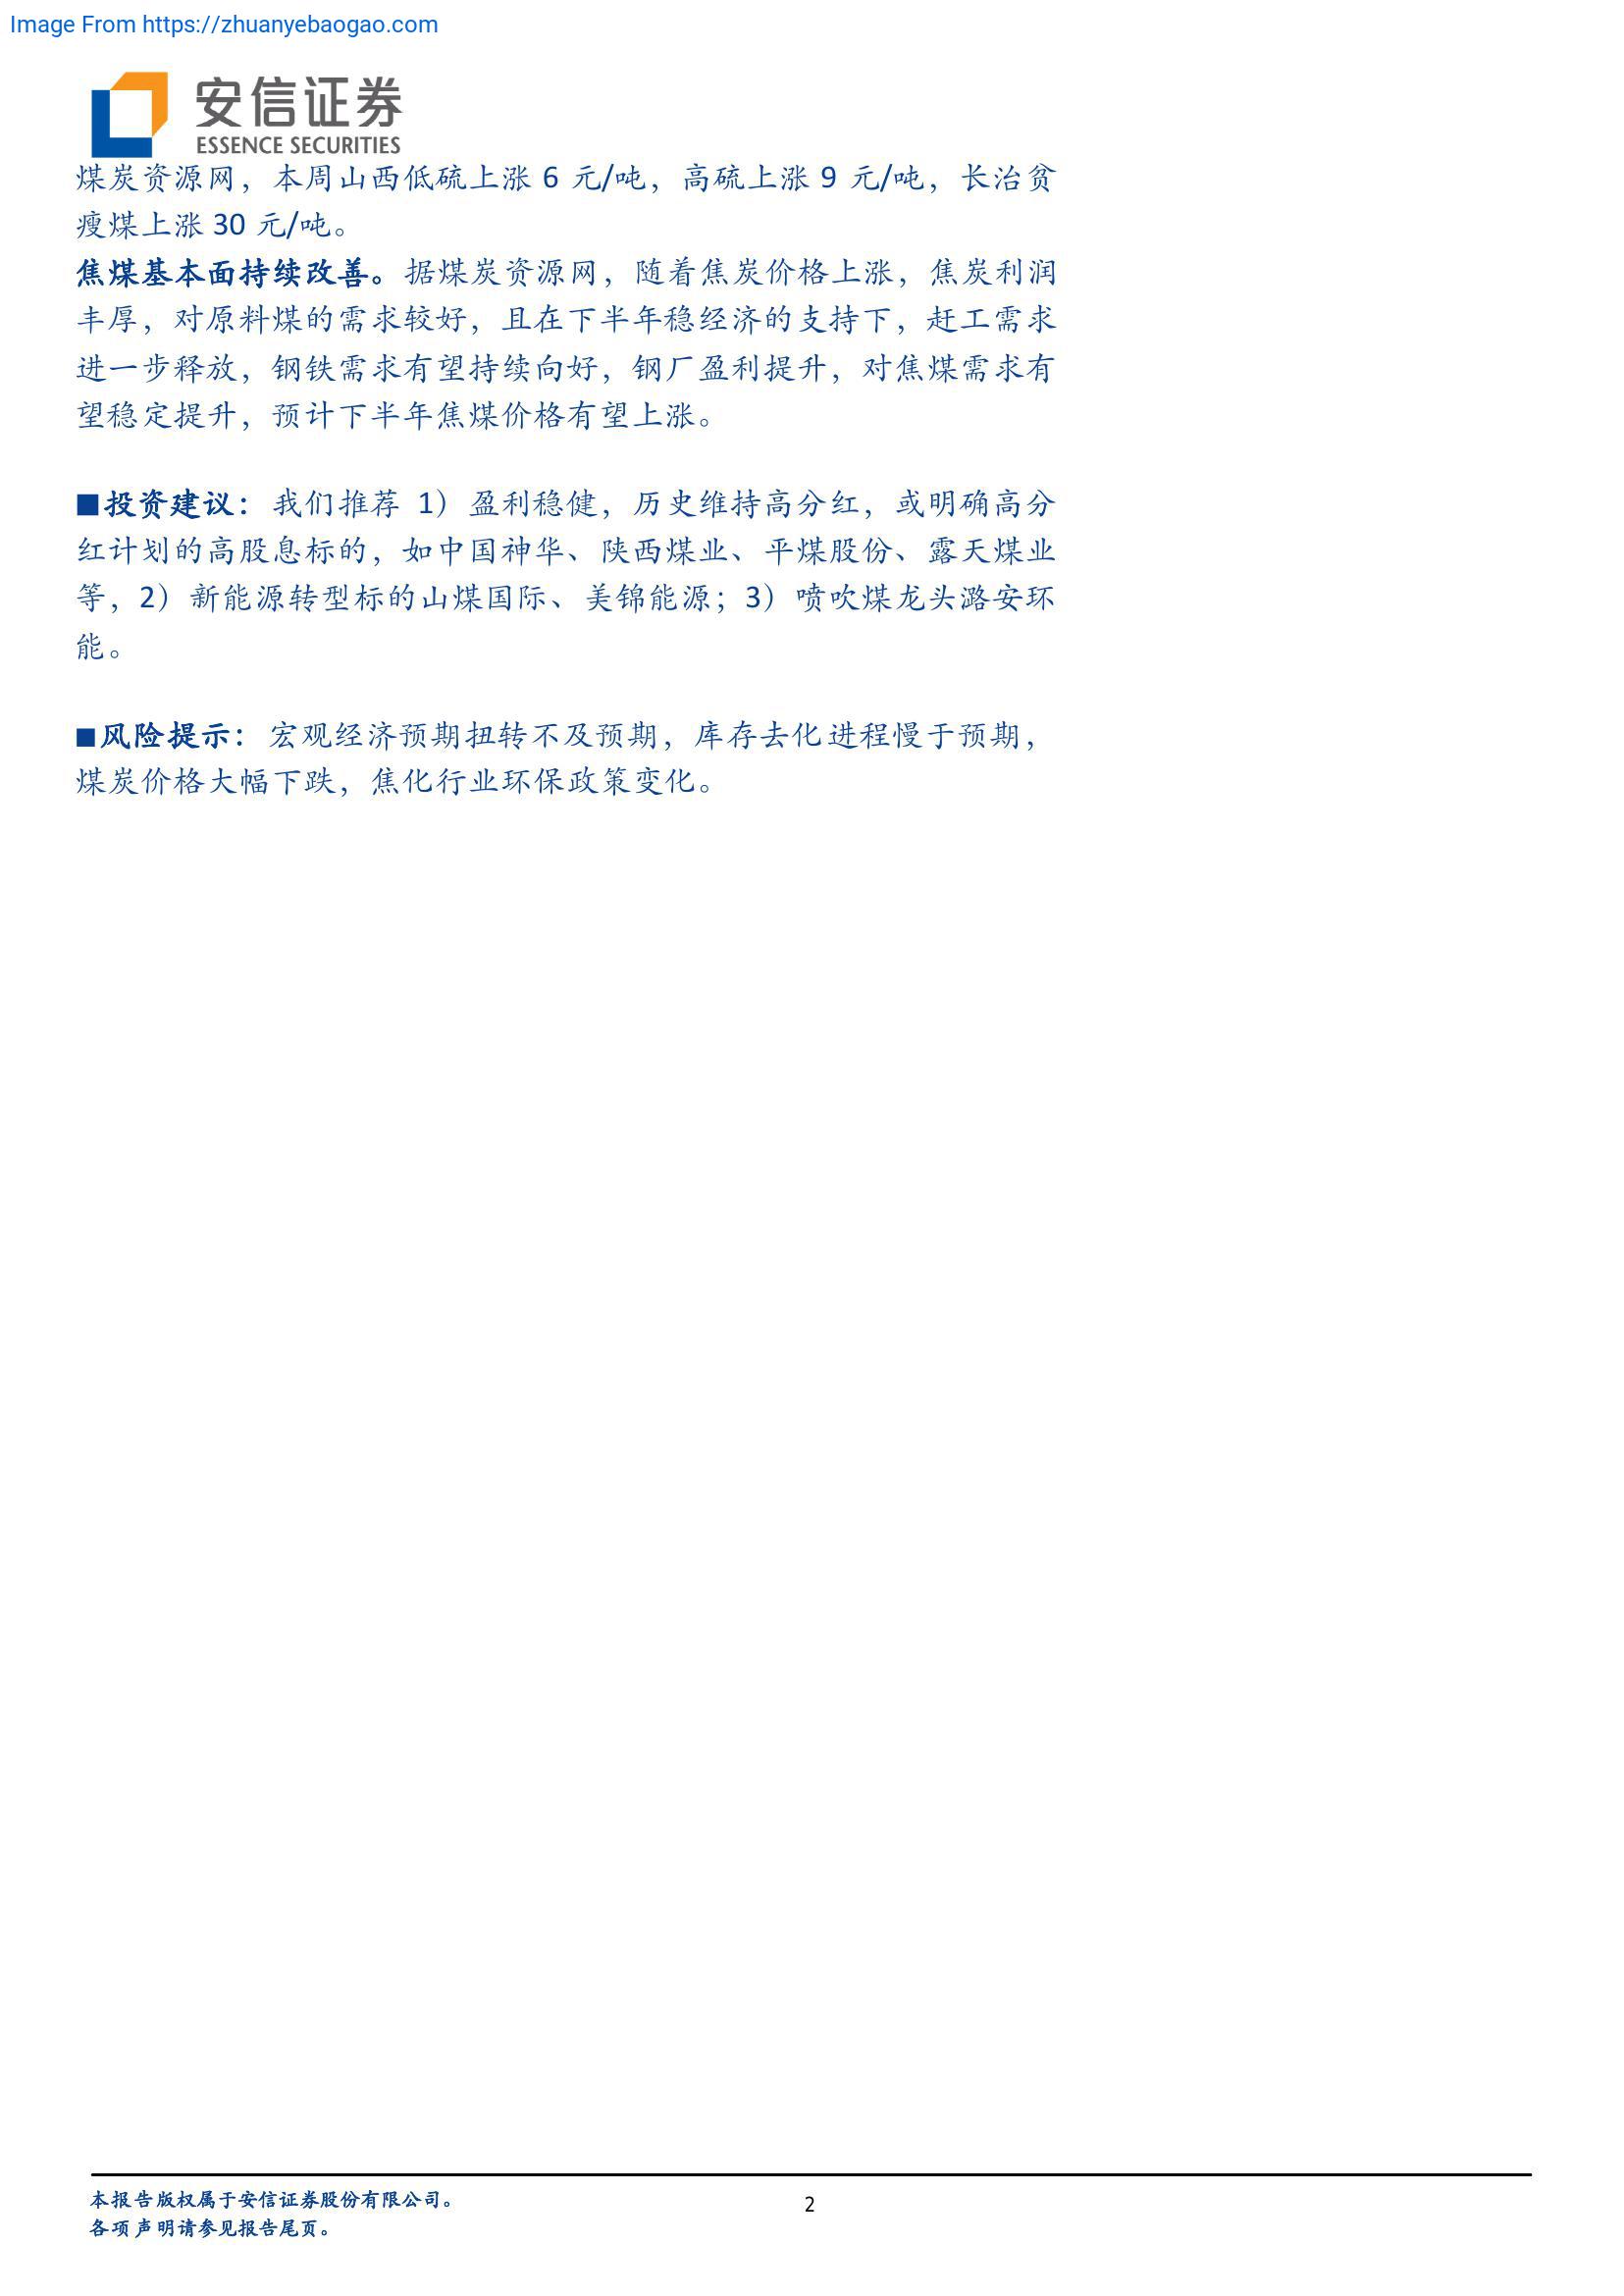 Image From https://zhuanyebaogao.com
安信证券
ESSENCE SECURITIES
煤炭资源网，本周山西低硫上涨 6 元/吨，高硫上涨 9 元/吨，长治贫
瘦煤上涨 30 元/吨。
焦煤基本面持续改善。据煤炭资源网，随着焦炭价格上涨，焦炭利润
丰厚，对原料煤的需求较好，且在下半年稳经济的支持下，赶工需求
进一步释放，钢铁需求有望持续向好，钢厂盈利提升，对焦煤需求有
望稳定提升，预计下半年焦煤价格有望上涨。
■投资建议：我们推荐 1）盈利稳健，历史维持高分红，或明确高分
红计划的高股息标的，如中国神华、陕西煤业、平煤股份、露天煤业
等，2）新能源转型标的山煤国际、美锦能源；3）喷吹煤龙头潞安环
能。
■风险提示：宏观经济预期扭转不及预期，库存去化进程慢于预期，
煤炭价格大幅下跌，焦化行业环保政策变化。
本报告版权属于安信证券股份有限公司。
各项声明请参见报告尾页。
2